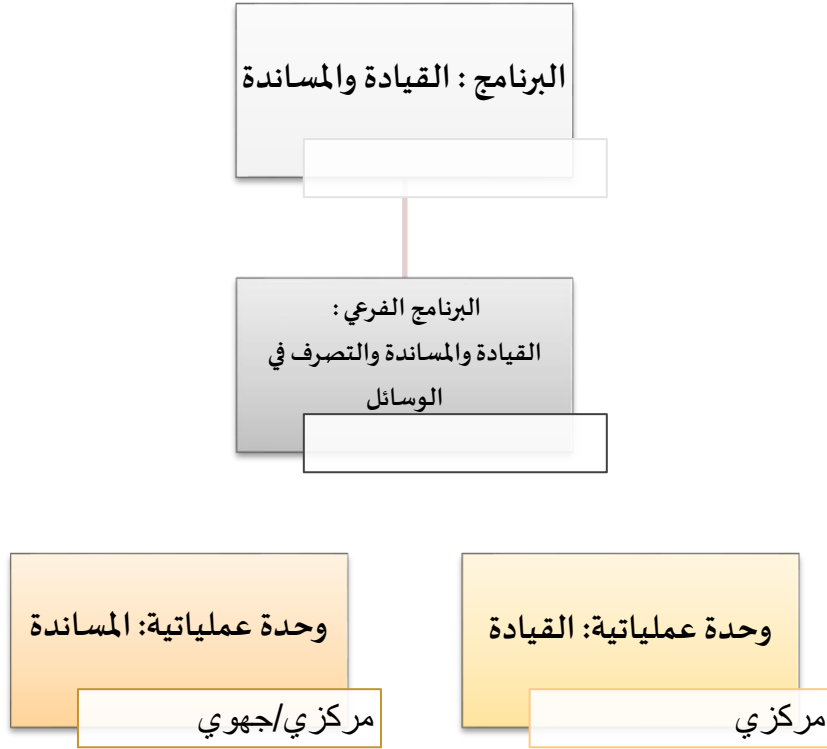 البرنامج : القيادة والمساندة
البرنامج الفرعي :
القيادة والمساندة والتصرف في
الوسائل
وحدة عملياتية: القيادة
مركزي
وحدة عملياتية: المساندة
مركزي/جهوي